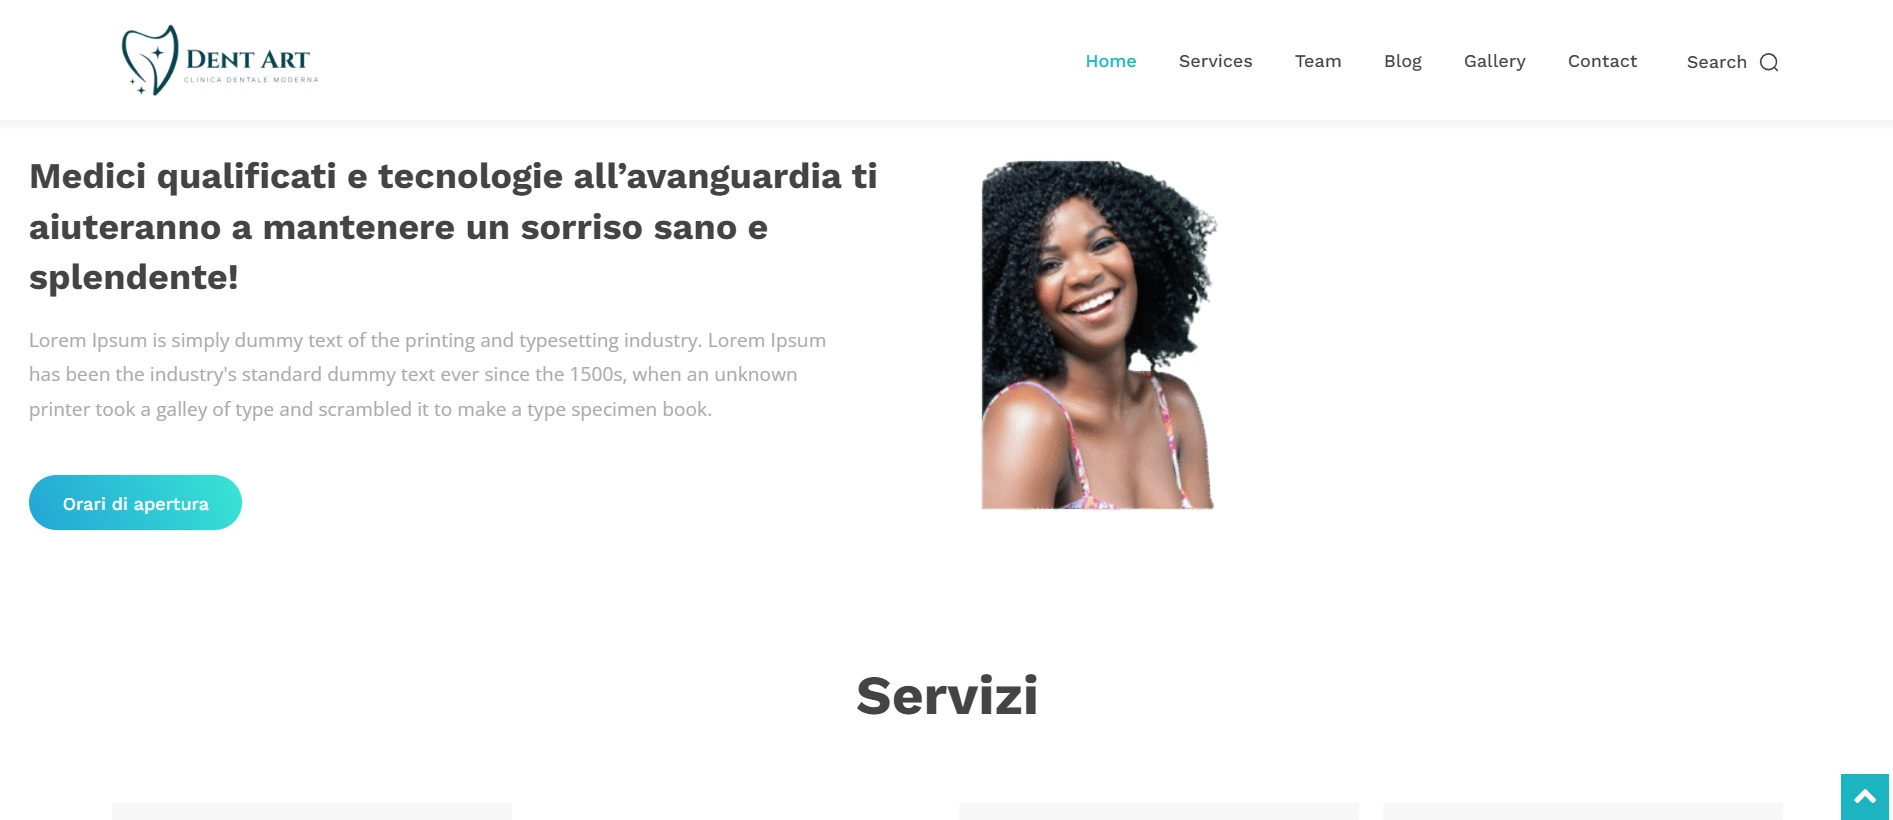 DENT ART
CLINICA DENTALE MODERNA
Home Services Team Blog Gallery Contact Search
Medici qualificati e tecnologie all’avanguardia ti
aiuteranno a mantenere un sorriso sano e
splendente!
Lorem Ipsum is simply dummy text of the printing and typesetting industry. Lorem Ipsum
has been the industry's standard dummy text ever since the 1500s, when an unknown
printer took a galley of type and scrambled it to make a type specimen book.
Orari di apertura
Servizi